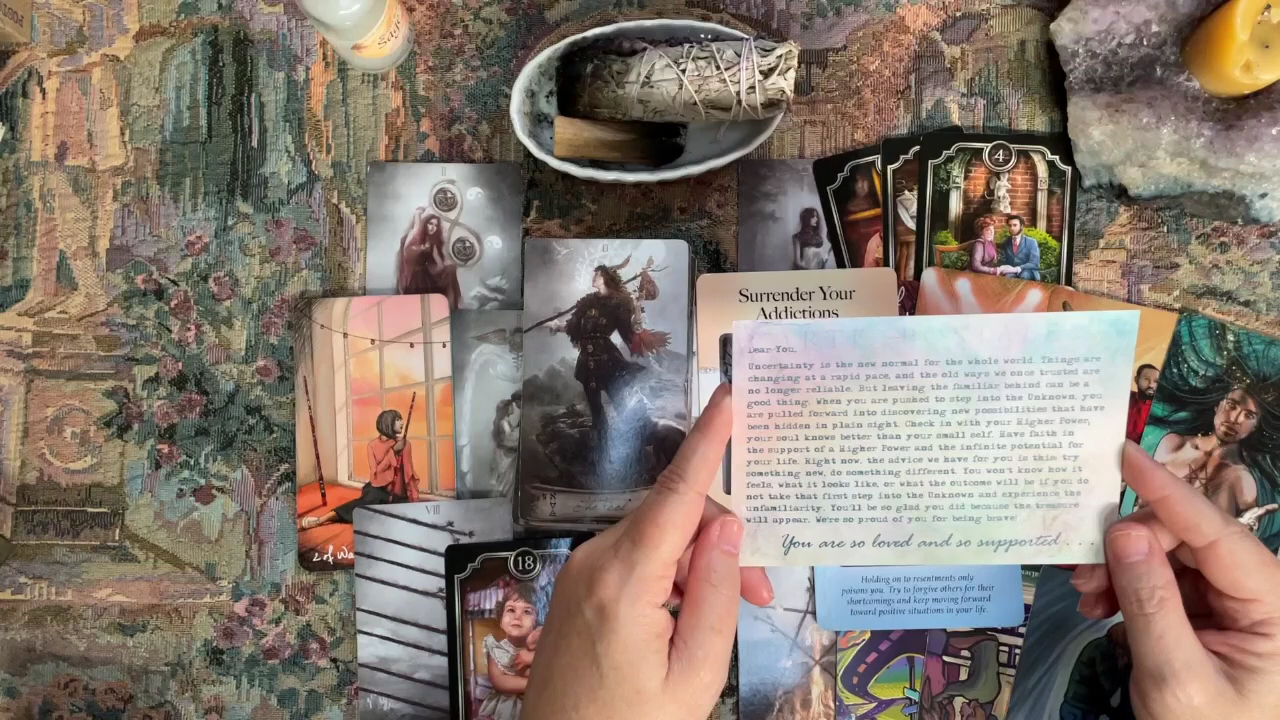 II
4
Surrender Your
Addictions
Dear You,
Uncertainty is the new normal for the whole world. Things are
changing at a rapid pace, and the old ways we once trusted are
no longer reliable. But leaving the familiar behind can be a
good thing. When you are pushed to step into the Unknown, you
are pulled forward into discovering new possibilities that have
been hidden in plain sight. Check in with your Higher Power,
your soul knows better than your small self. Have faith in
the support of a Higher Power and the infinite potential for
your life. Right now, the advice we have for you is this: try
something new, do something different. You won't know how it
feels, what it looks like, or what the outcome will be if you do
not take that first step into the Unknown and experience the
unfamiliarity. You'll be so glad you did because the treasure
will appear. We're so proud of you for being brave!
You are so loved and so supported . . .
2 of Wa
VIII
18
Holding on to resentments only
poisons you. Try to forgive others for their
shortcomings and keep moving forward
toward positive situations in your life.